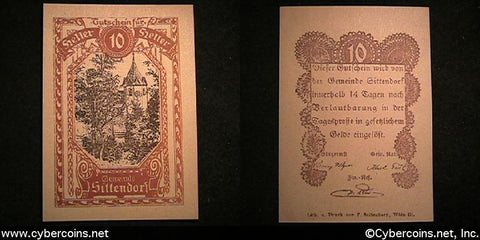 Gutschein für
Heller 10 Heller
Gemeinde
Sittendorf
10
Dieser Gutschein wird von
der Gemeinde Sittendorf
innerhalb 14 Tagen nach
Verlautbarung in der
Tagespresse in gesetzlichem
Gelde eingelöst.
www.cybercoins.net
©Cybercoins.net, Inc.